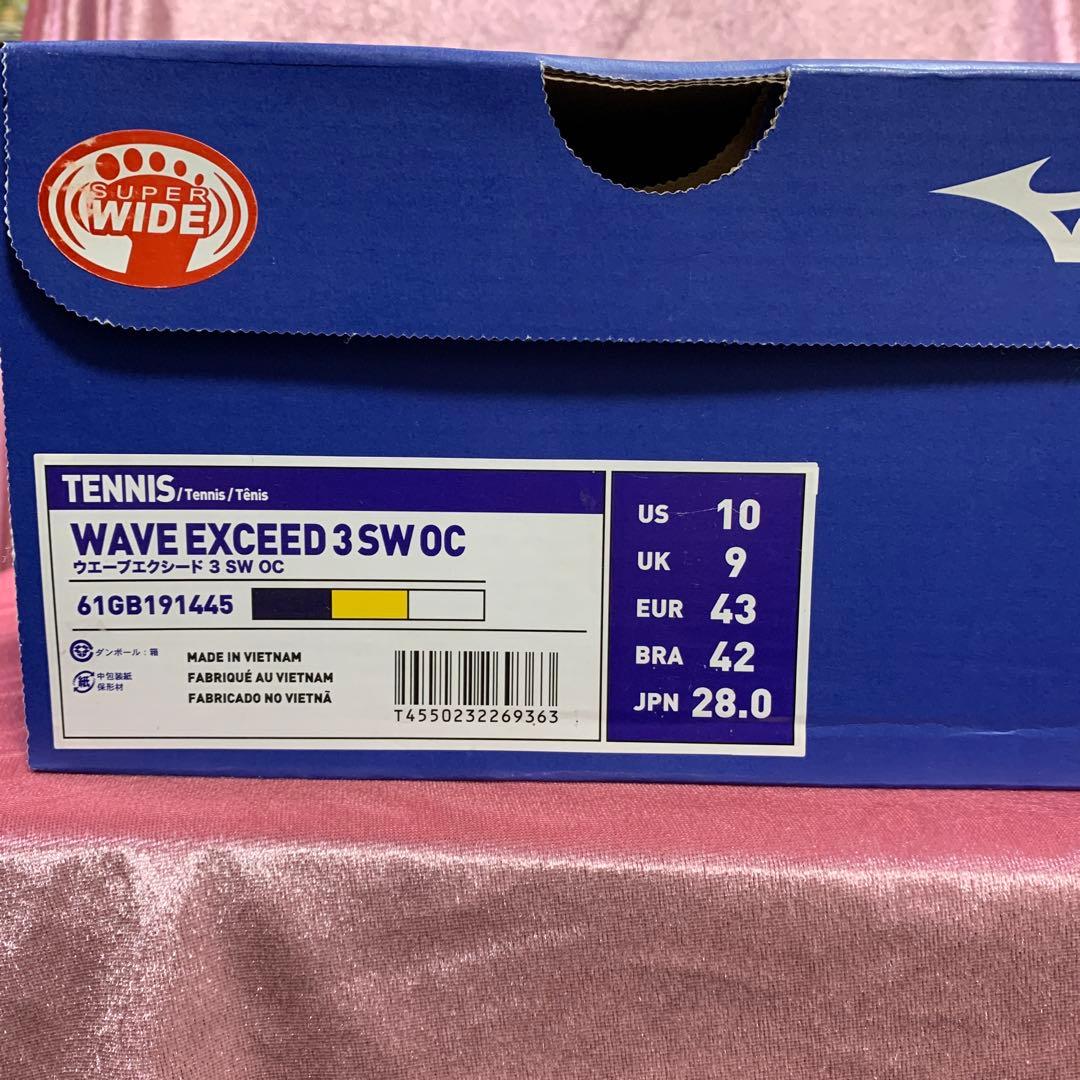 SUPER
WIDE
TENNIS/Tennis/Tênis
WAVE EXCEED 3 SW OC
ウエーブエクシード 3 SW OC
61GB191445
ダンボール：箱
紙 中包装紙
保形材
MADE IN VIETNAM
FABRIQUÉ AU VIETNAM
FABRICADO NO VIETNÃ
T4550232269363
US 10
UK 9
EUR 43
BRA 42
JPN 28.0